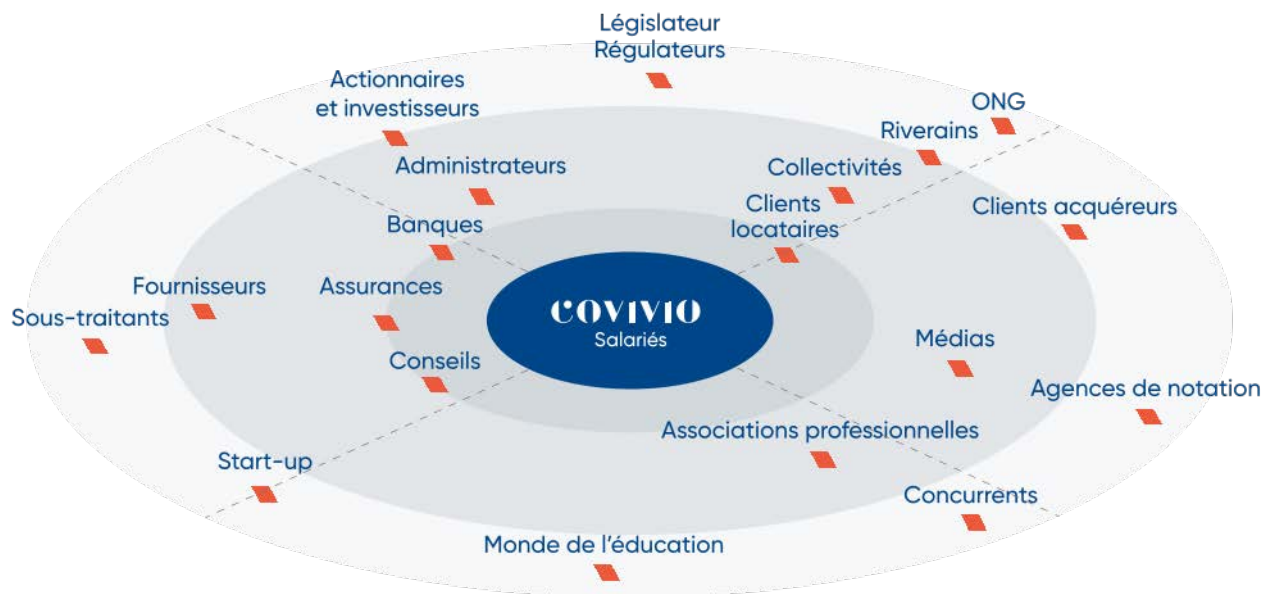 Législateur
Régulateurs
Actionnaires
et investisseurs
ONG
Riverains
Administrateurs
Collectivités
Clients
locataires
Clients acquéreurs
Banques
Fournisseurs
Assurances
Sous-traitants
COVIVIO
Salariés
Médias
Conseils
Agences de notation
Associations professionnelles
Start-up
Concurrents
Monde de l'éducation